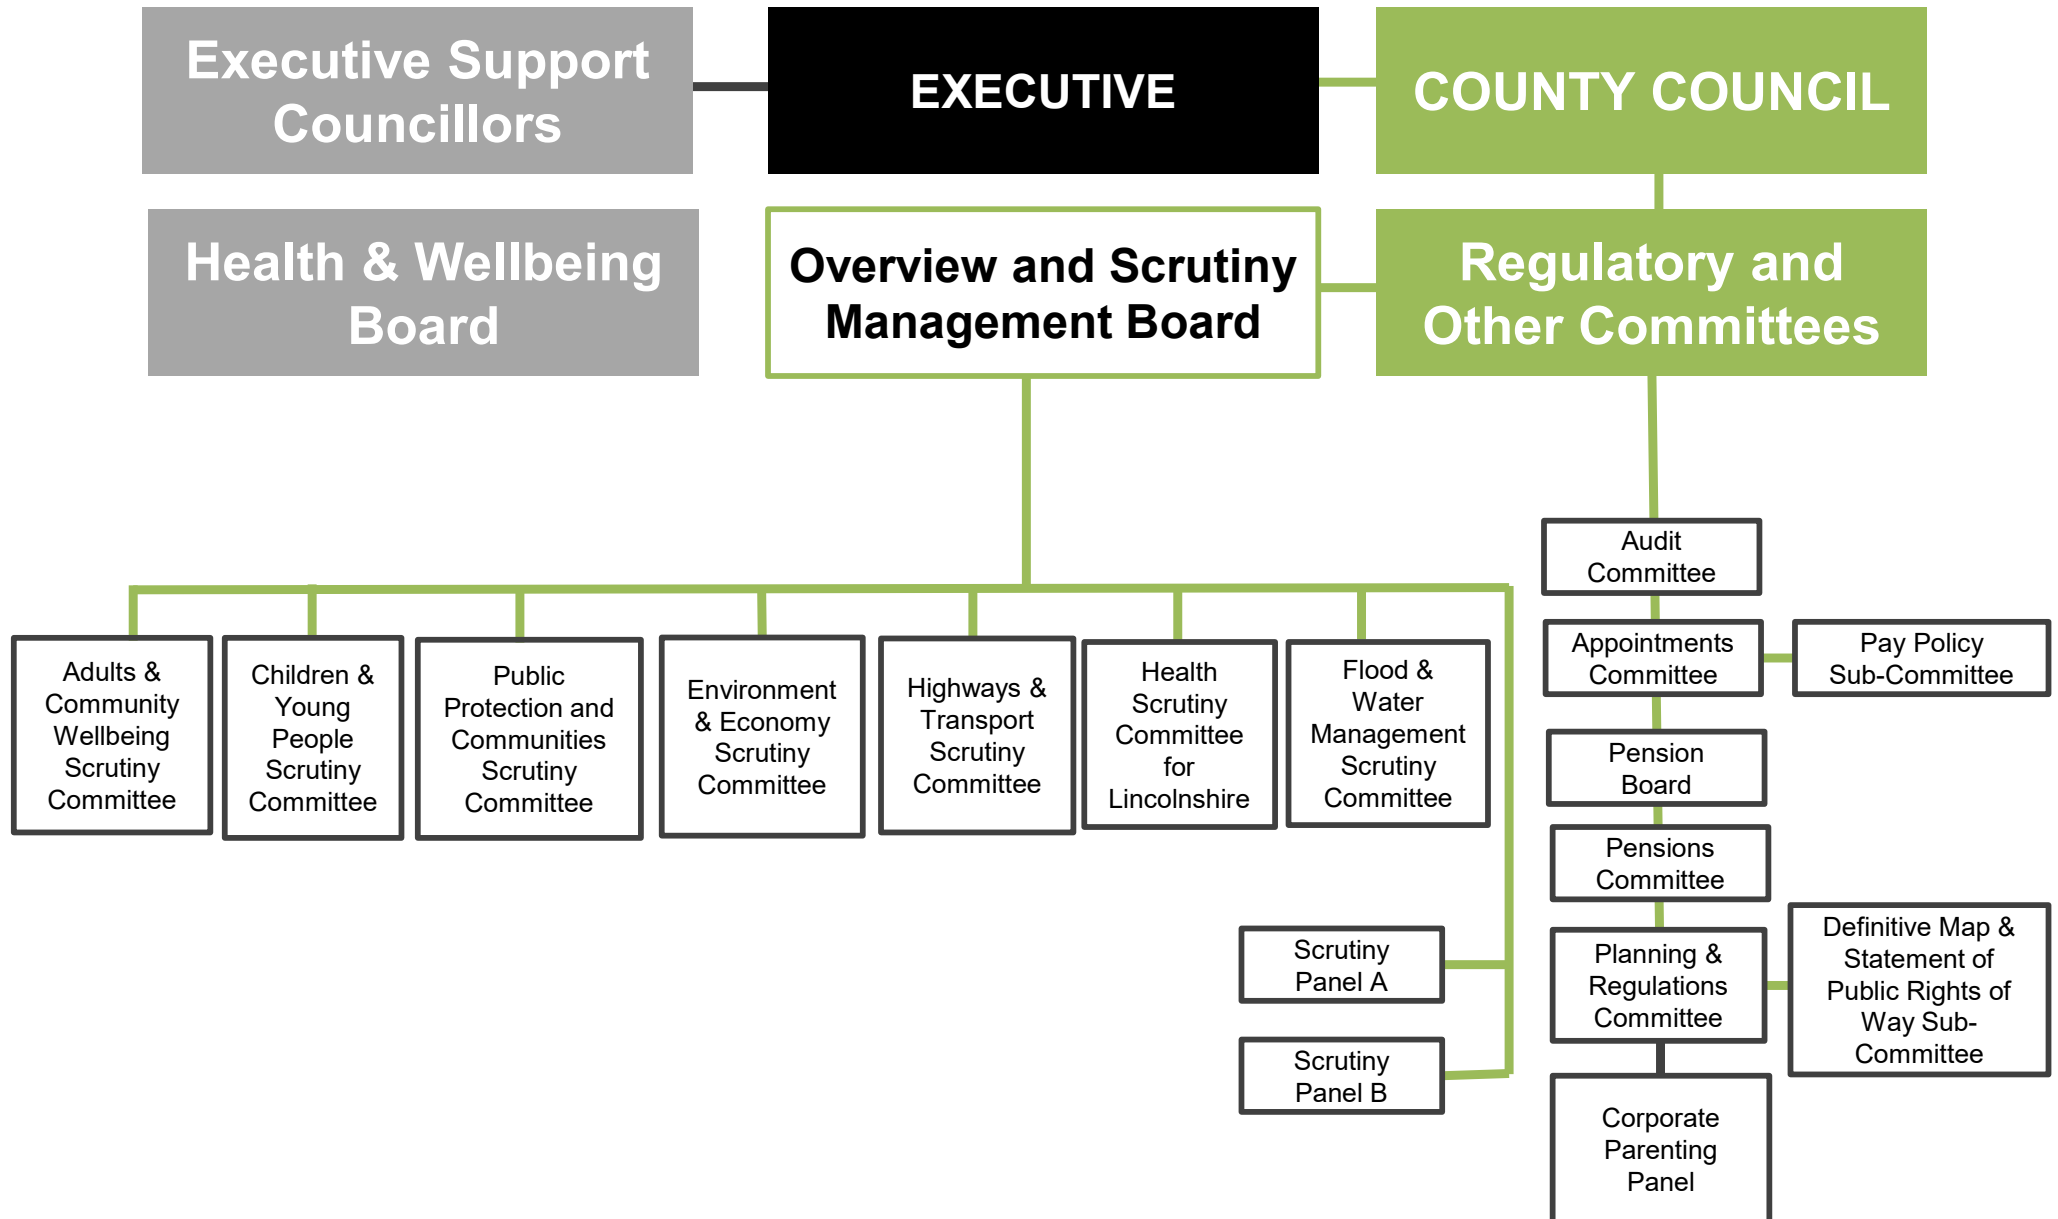 Executive Support
Councillors
EXECUTIVE
COUNTY COUNCIL
Health & Wellbeing
Board
Overview and Scrutiny
Management Board
Regulatory and
Other Committees
Adults &
Community
Wellbeing
Scrutiny
Committee
Children &
Young
People
Scrutiny
Committee
Public
Protection and
Communities
Scrutiny
Committee
Environment
& Economy
Scrutiny
Committee
Highways &
Transport
Scrutiny
Committee
Health
Scrutiny
Committee
for
Lincolnshire
Flood &
Water
Management
Scrutiny
Committee
Scrutiny
Panel A
Scrutiny
Panel B
Audit
Committee
Appointments
Committee
Pay Policy
Sub-Committee
Pension
Board
Pensions
Committee
Planning &
Regulations
Committee
Definitive Map &
Statement of
Public Rights of
Way Sub-
Committee
Corporate
Parenting
Panel